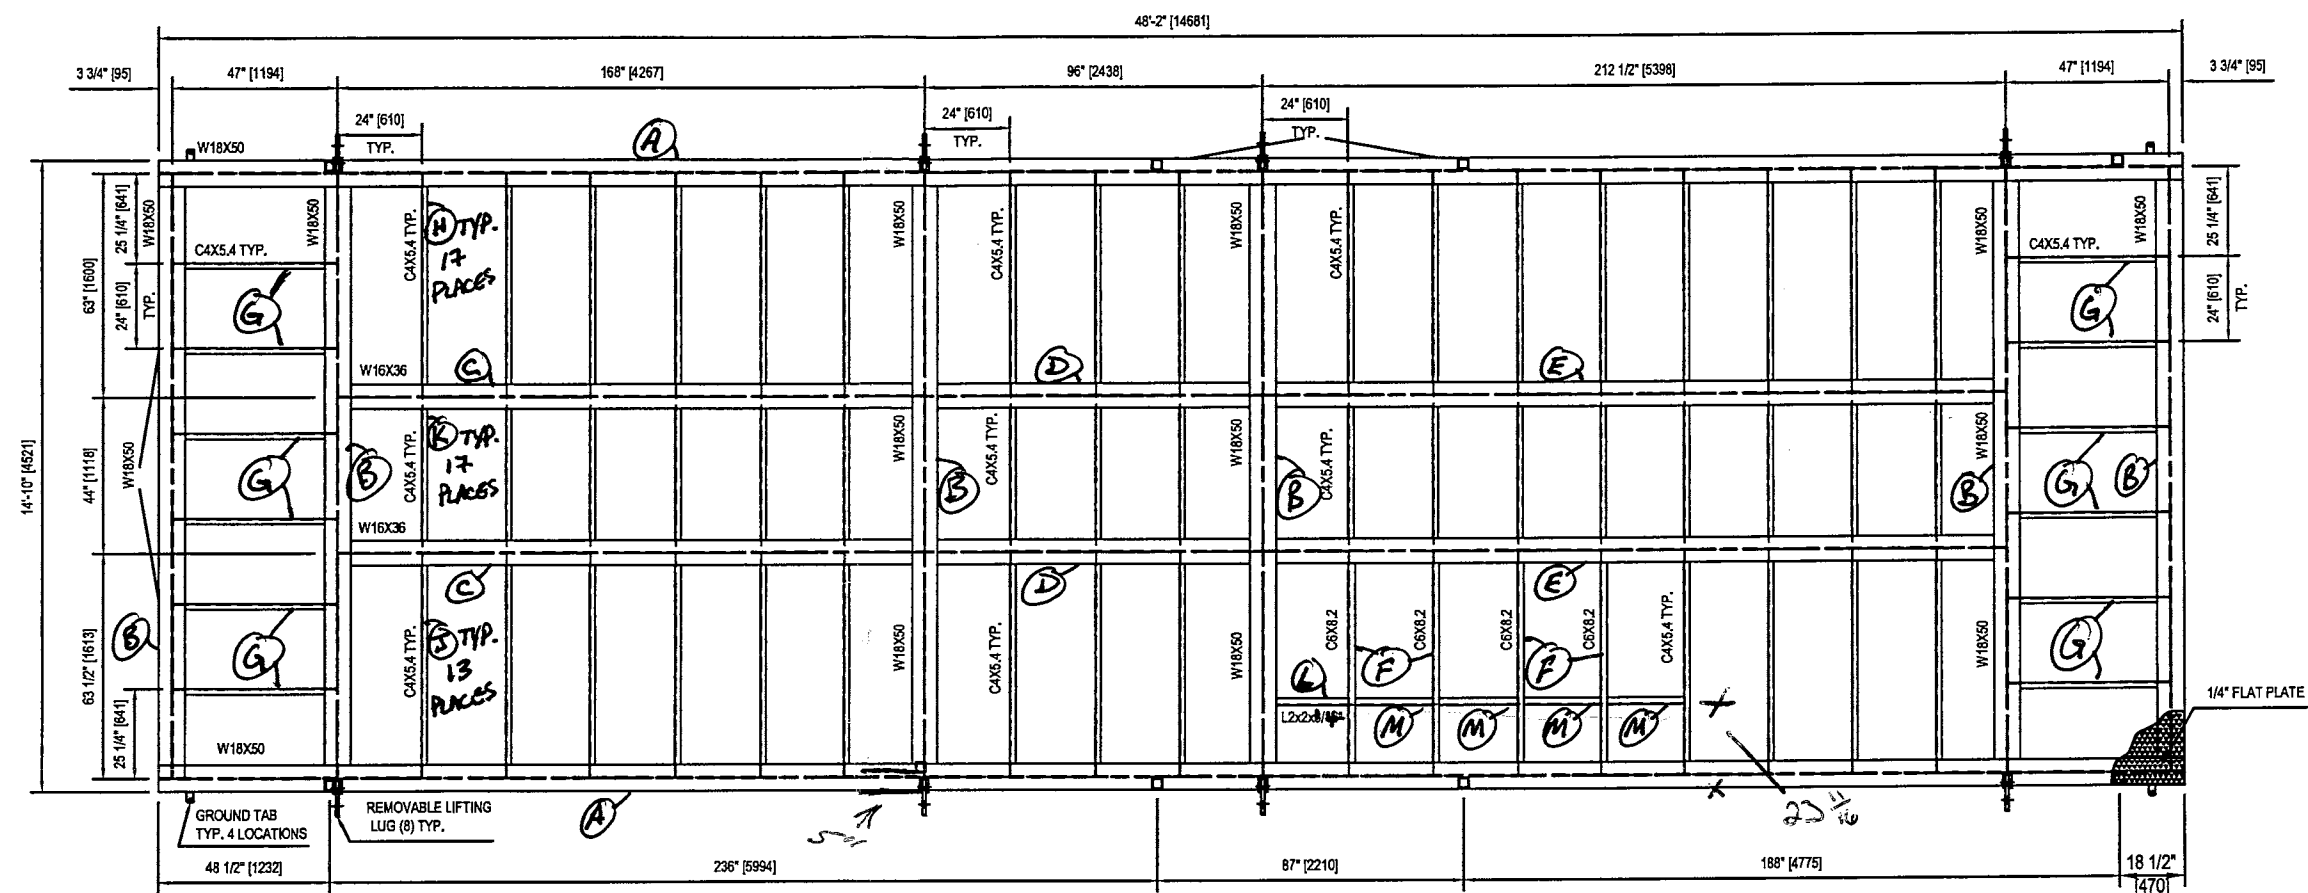 48'-2" [14681]
3 3/4" [95]
47" [1194]
168" [4267]
96" [2438]
212 1/2" [5398]
47" [1194]
3 3/4" [95]
24" [610]
TYP.
24" [610]
TYP.
24" [610]
TYP.
A
W18X50
14'-10" [4521]
63" [1600]
44" [1118]
63 1/2" [1613]
25 1/4" [641]
24" [610]
TYP.
25 1/4" [641]
W18X50
W18X50
W18X50
C4X5.4 TYP.
G
G
G
B
W18X50
C4X5.4 TYP.
H TYP.
17
PLACES
W16X36
C
B
C4X5.4 TYP.
K TYP.
17
PLACES
W16X36
C
C4X5.4 TYP.
J TYP.
13
PLACES
W18X50
W18X50
W18X50
C4X5.4 TYP.
D
B
C4X5.4 TYP.
D
C4X5.4 TYP.
W18X50
W18X50
W18X50
C4X5.4 TYP.
E
B
C4X5.4 TYP.
E
C6X8.2
C6X8.2
C6X8.2
C6X8.2
C4X5.4 TYP.
F
F
L
M
M
M
M
W18X50
W18X50
W18X50
B
C4X5.4 TYP.
W18X50
G
G
B
G
25 1/4" [641]
24" [610]
TYP.
1/4" FLAT PLATE
23 11/16
GROUND TAB
TYP. 4 LOCATIONS
REMOVABLE LIFTING
LUG (8) TYP.
A
48 1/2" [1232]
236" [5994]
87" [2210]
188" [4775]
18 1/2"
[470]